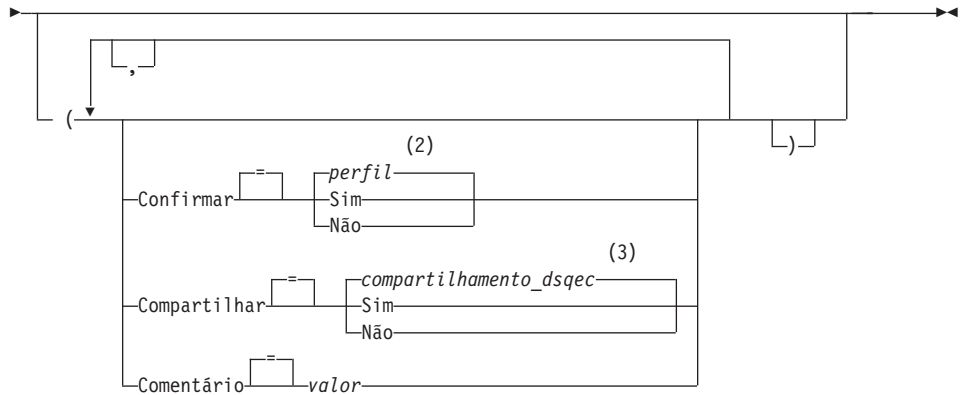 ,
(
)
(2)
=
perfil
Confirmar
Sim
Não
(3)
=
compartilhamento_dsqec
Compartilhar
Sim
Não
=
Comentário
valor